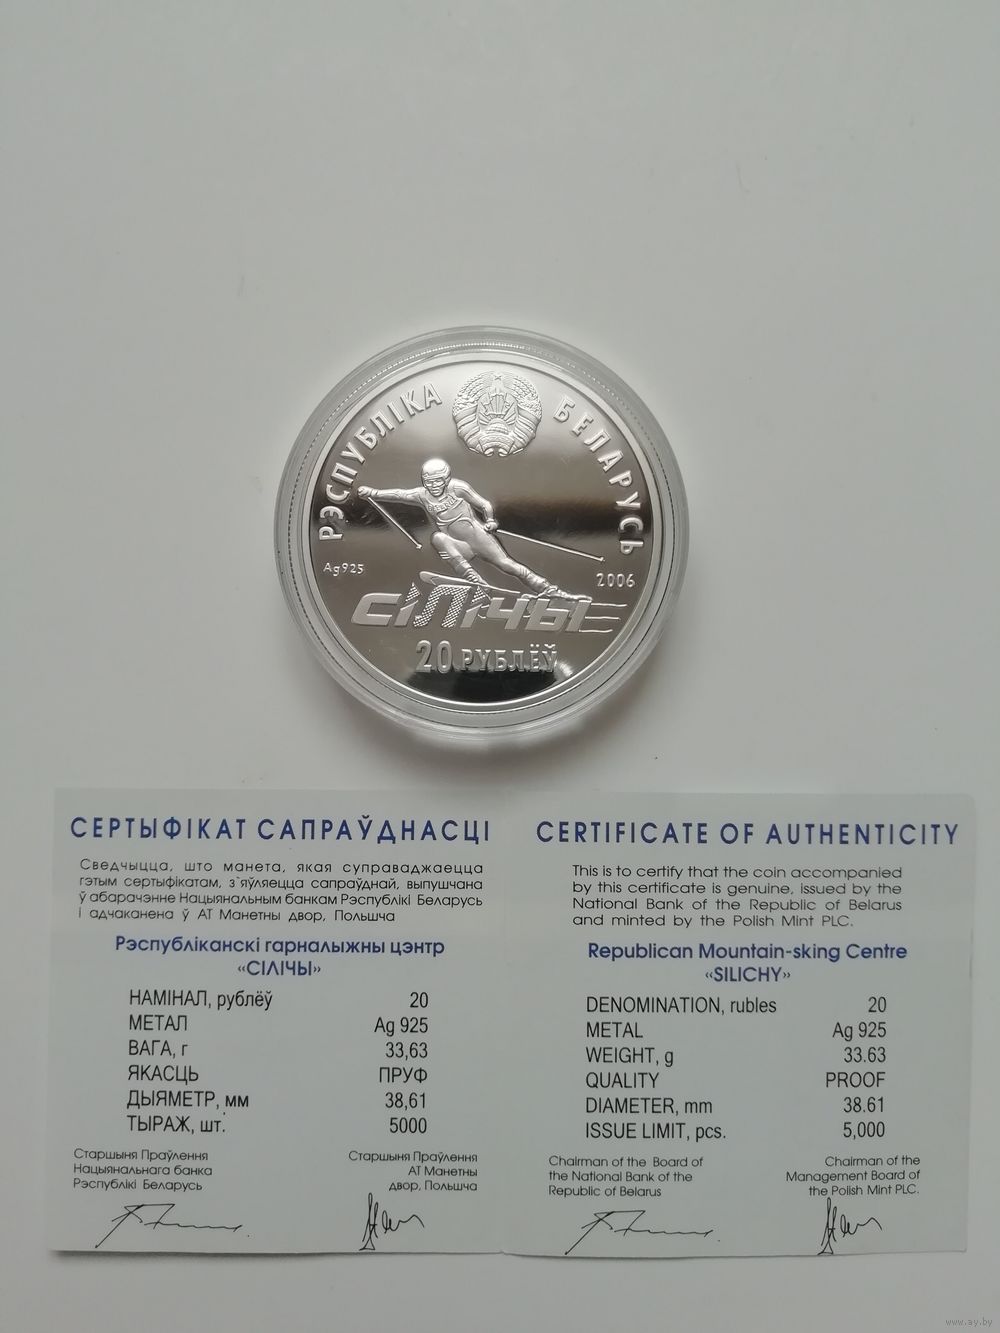 РЭСПУБЛІКА БЕЛАРУСЬ
Ag925
2006
СІЛІЧЫ
20 РУБЛЁЎ
СЕРТЫФІКАТ САПРАЎДНАСЦІ
Сведчыцца, што манета, якая суправаджаецца
гэтым сертыфікатам, з`яўляецца сапраўднай, выпушчана
ў абарачэнне Нацыянальным банкам Рэспублікі Беларусь
і адчаканена ў АТ Манетны двор, Польшча
Рэспубліканскі гарналыжны цэнтр
«СІЛІЧЫ»
НАМІНАЛ, рублёў 20
МЕТАЛ Ag 925
ВАГА, г 33,63
ЯКАСЦЬ ПРУФ
ДЫЯМЕТР, мм 38,61
ТЫРАЖ, шт. 5000
Старшыня Праўлення
Нацыянальнага банка
Рэспублікі Беларусь
Старшыня Праўлення
АТ Манетны
двор, Польшча
CERTIFICATE OF AUTHENTICITY
This is to certify that the coin accompanied
by this certificate is genuine, issued by the
National Bank of the Republic of Belarus
and minted by the Polish Mint PLC.
Republican Mountain-sking Centre
«SILICHY»
DENOMINATION, rubles 20
METAL Ag 925
WEIGHT, g 33.63
QUALITY PROOF
DIAMETER, mm 38.61
ISSUE LIMIT, pcs. 5,000
Chairman of the Board of
the National Bank of the
Republic of Belarus
Chairman of the
Management Board of
the Polish Mint PLC.
www.ay.by